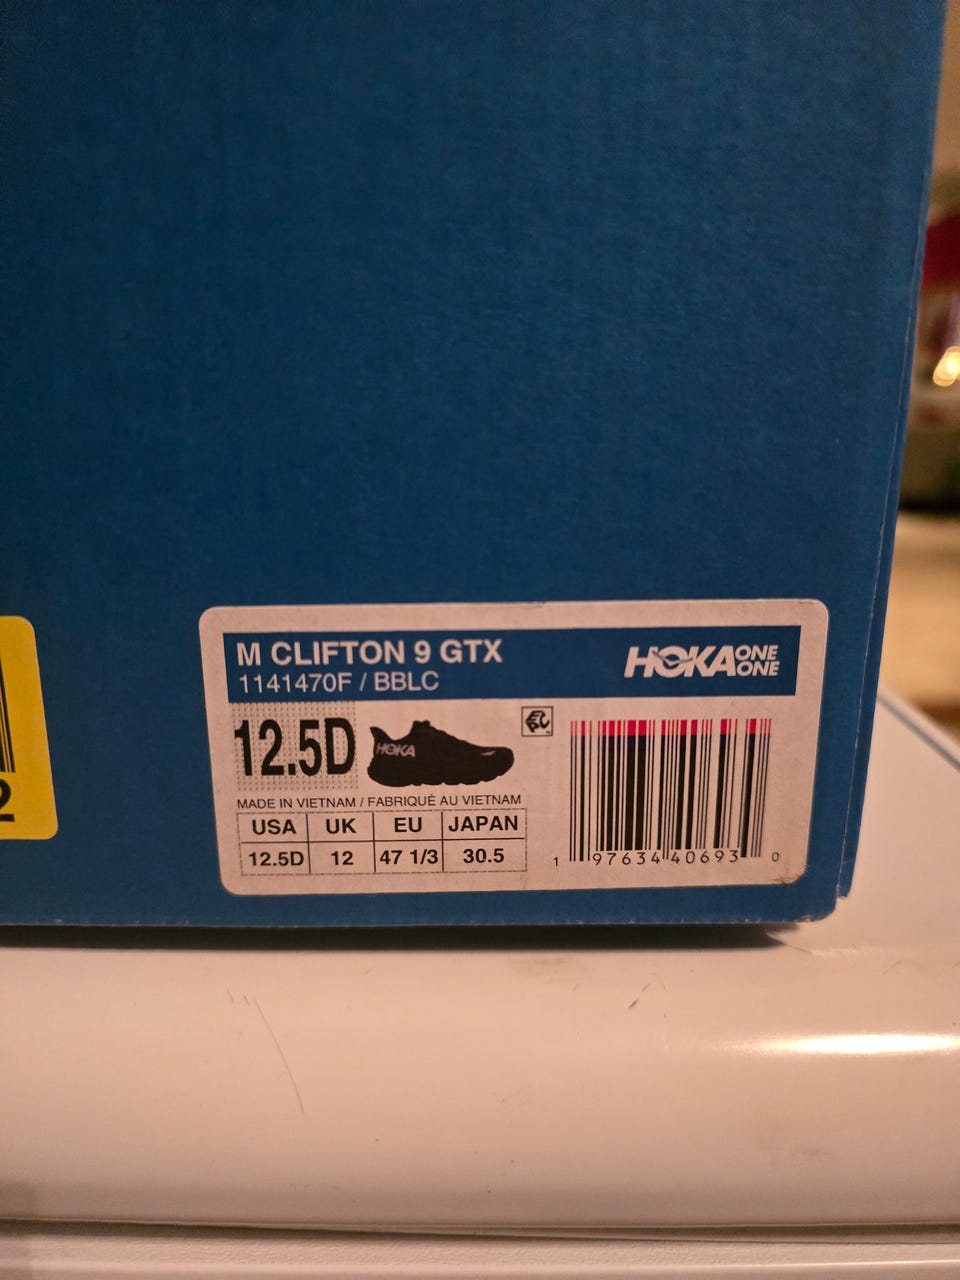 M CLIFTON 9 GTX
1141470F / BBLC
HOKA ONE ONE
12.5D
HOKA
MADE IN VIETNAM / FABRIQUÉ AU VIETNAM
USA UK EU JAPAN
12.5D 12 47 1/3 30.5
1 97634 40693 0
2